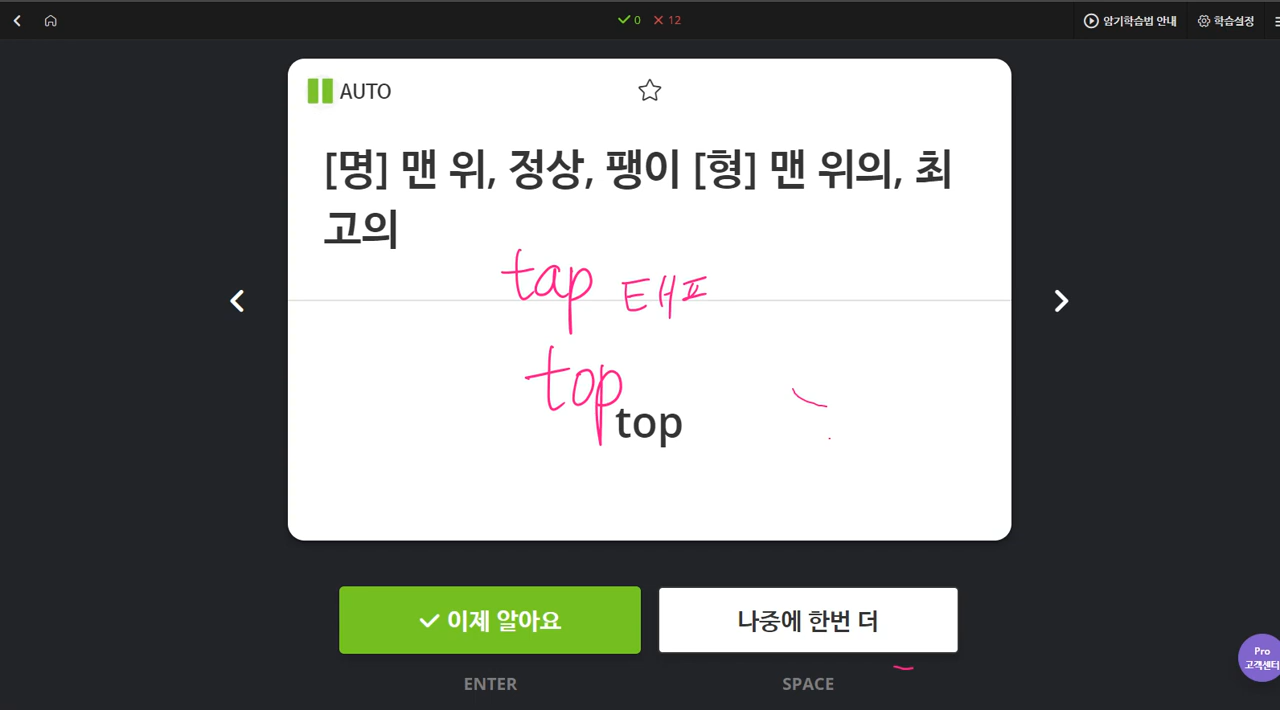 0 12 암기학습법 안내 학습설정
AUTO
[명] 맨 위, 정상, 팽이 [형] 맨 위의, 최
고의
tap 태프
top
top
이제 알아요 나중에 한번 더
ENTER SPACE
Pro
고객센터